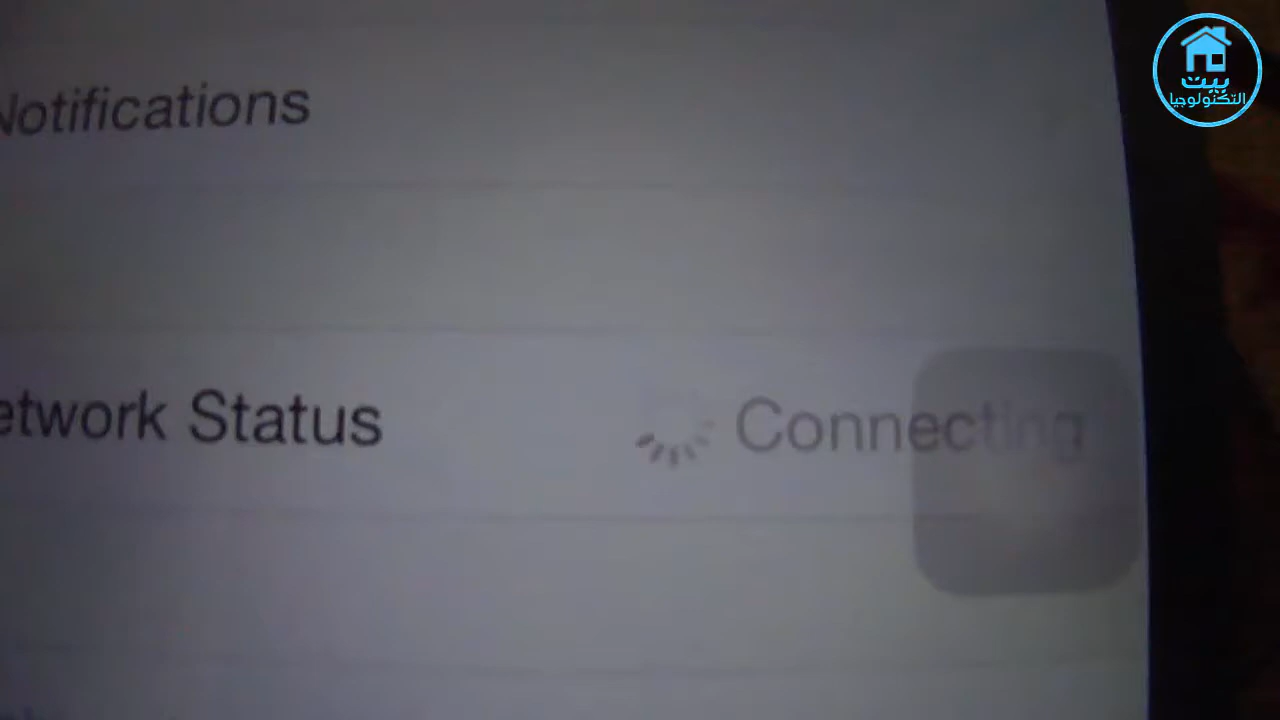 Notifications
etwork Status
Connecting
بيت
التكنولوجيا